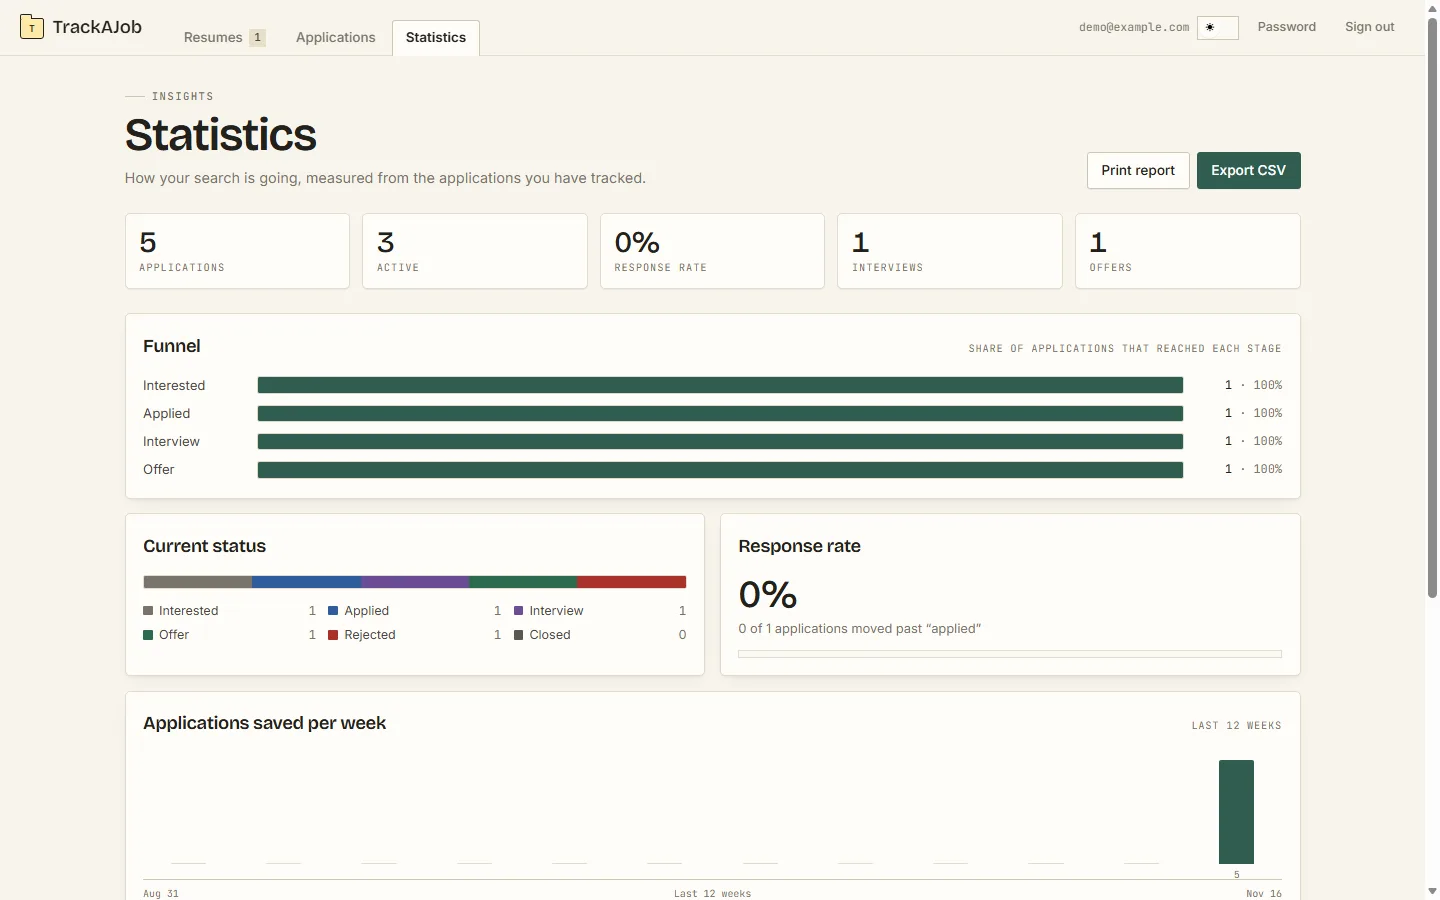 T TrackAJob
Resumes 1 Applications Statistics
demo@example.com Password Sign out
INSIGHTS
Statistics
How your search is going, measured from the applications you have tracked.
Print report Export CSV
5
APPLICATIONS
3
ACTIVE
0%
RESPONSE RATE
1
INTERVIEWS
1
OFFERS
Funnel
SHARE OF APPLICATIONS THAT REACHED EACH STAGE
Interested 1 · 100%
Applied 1 · 100%
Interview 1 · 100%
Offer 1 · 100%
Current status
Interested 1 Applied 1 Interview 1
Offer 1 Rejected 1 Closed 0
Response rate
0%
0 of 1 applications moved past “applied”
Applications saved per week
LAST 12 WEEKS
5
Aug 31 Last 12 weeks Nov 16